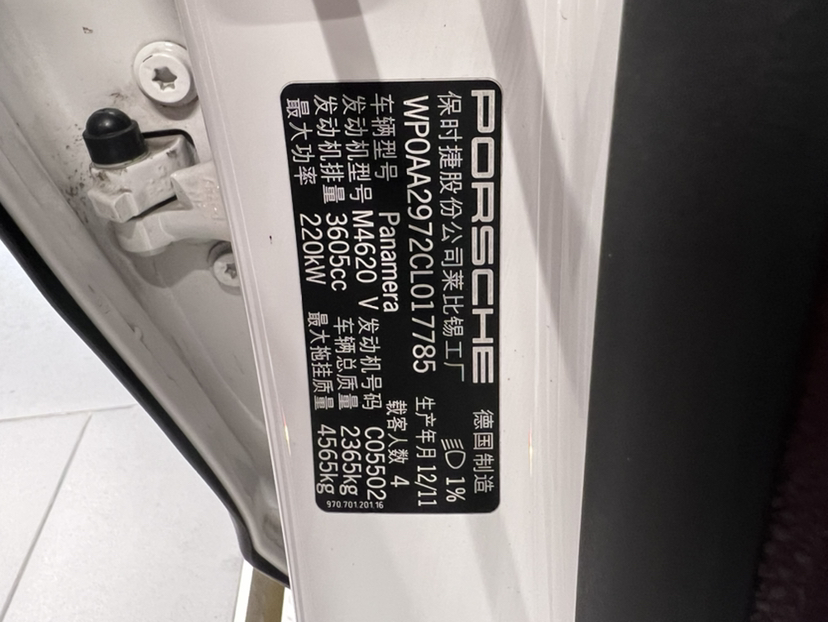 PORSCHE 德国制造
保时捷股份公司莱比锡工厂 1%
WP0AA2972CL017785 生产年月 12/11
车辆型号 Panamera 载客人数 4
发动机型号 M4620 V 发动机号码 C05502
发动机排量 3605cc 车辆总质量 2365kg
最大功率 220kW 最大拖挂质量 4565kg
970.701.201.16